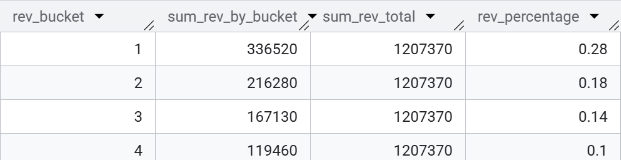 rev_bucket sum_rev_by_bucket sum_rev_total rev_percentage
1 336520 1207370 0.28
2 216280 1207370 0.18
3 167130 1207370 0.14
4 119460 1207370 0.1